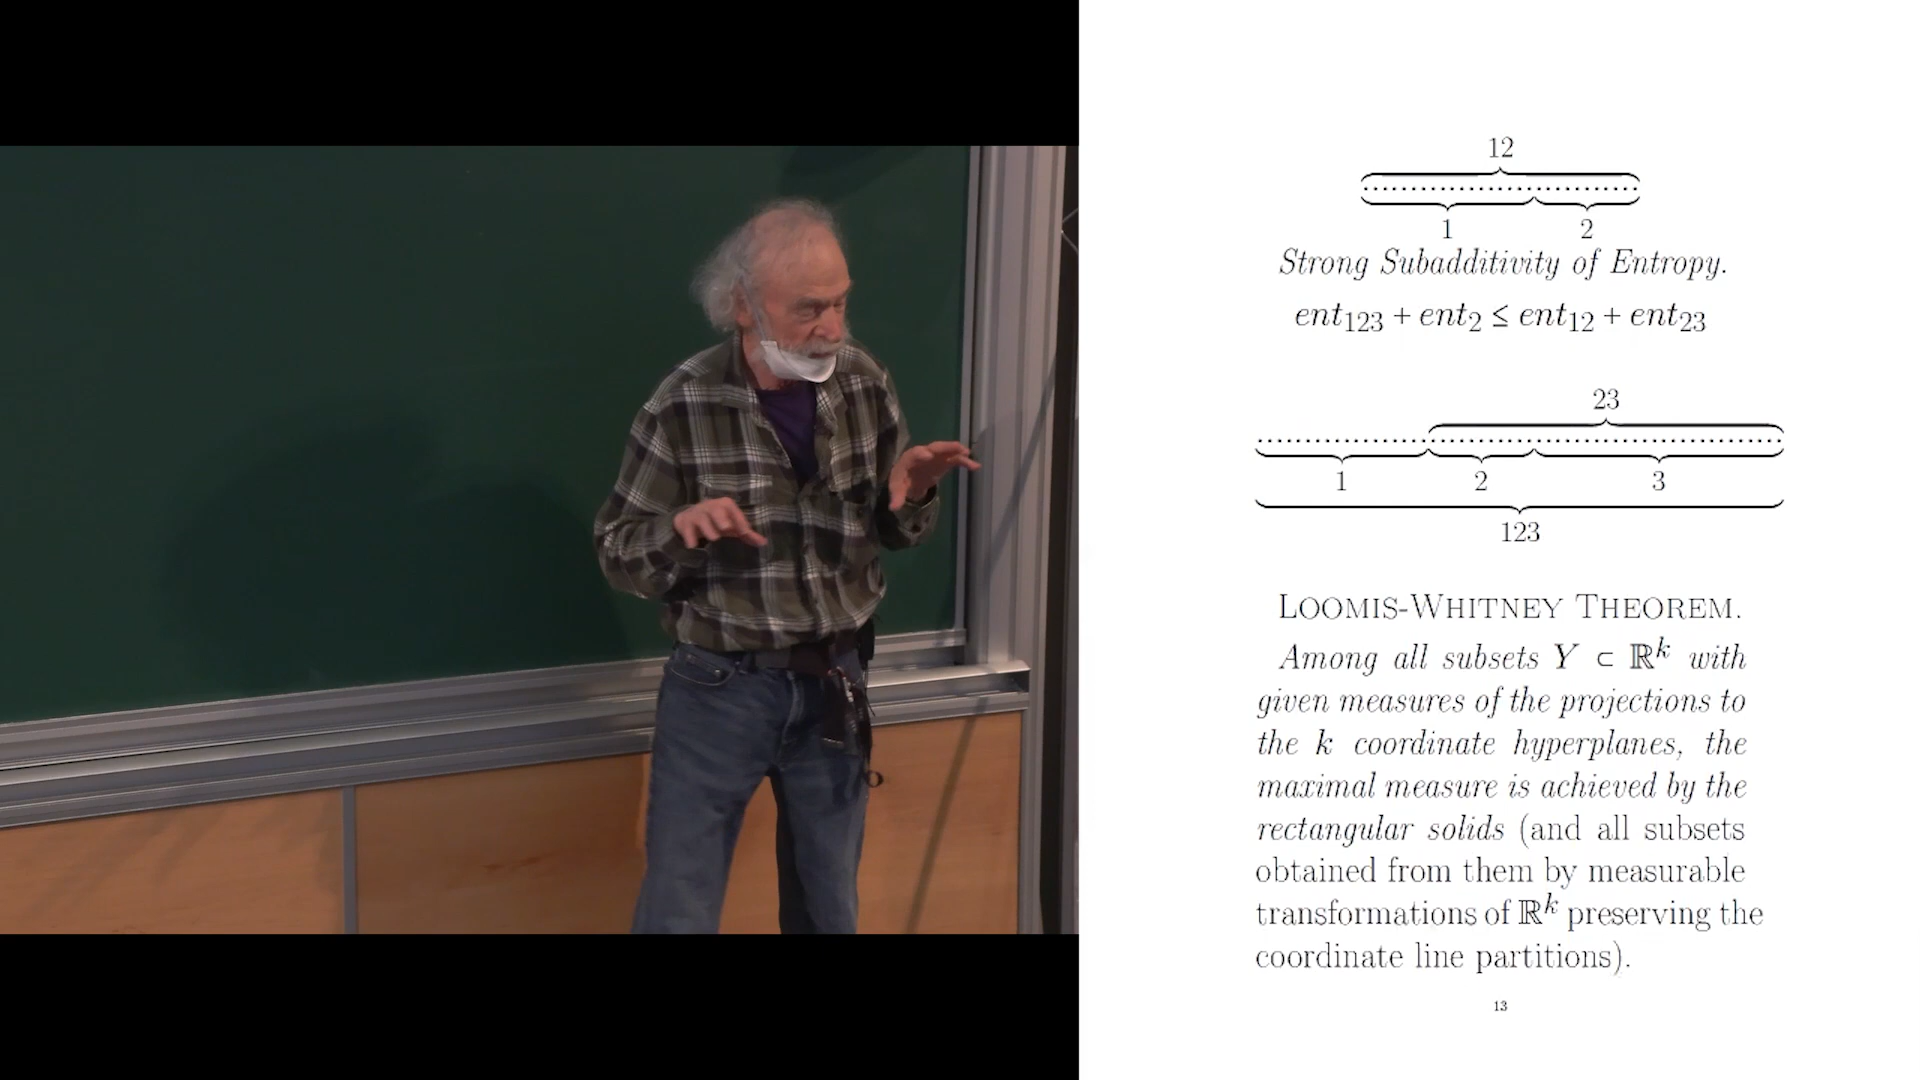 12
1 2
Strong Subadditivity of Entropy.
ent₁₂₃ + ent₂ ≤ ent₁₂ + ent₂₃
23
1 2 3
123
LOOMIS-WHITNEY THEOREM.
Among all subsets Y ⊂ ℝᵏ with
given measures of the projections to
the k coordinate hyperplanes, the
maximal measure is achieved by the
rectangular solids (and all subsets
obtained from them by measurable
transformations of ℝᵏ preserving the
coordinate line partitions).
13